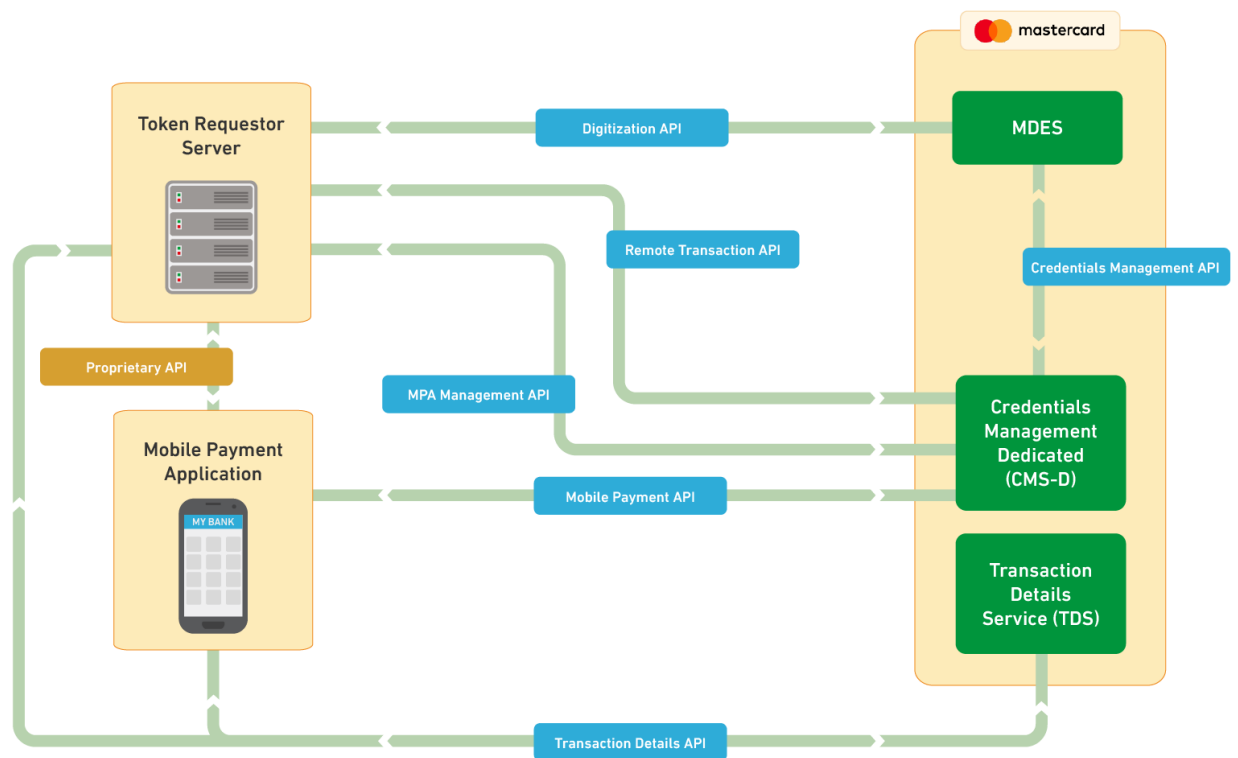 mastercard
Token Requestor
Server
Digitization API
MDES
Remote Transaction API
Credentials Management API
Proprietary API
MPA Management API
Credentials
Management
Dedicated
(CMS-D)
Mobile Payment
Application
MY BANK
Mobile Payment API
Transaction
Details
Service (TDS)
Transaction Details API